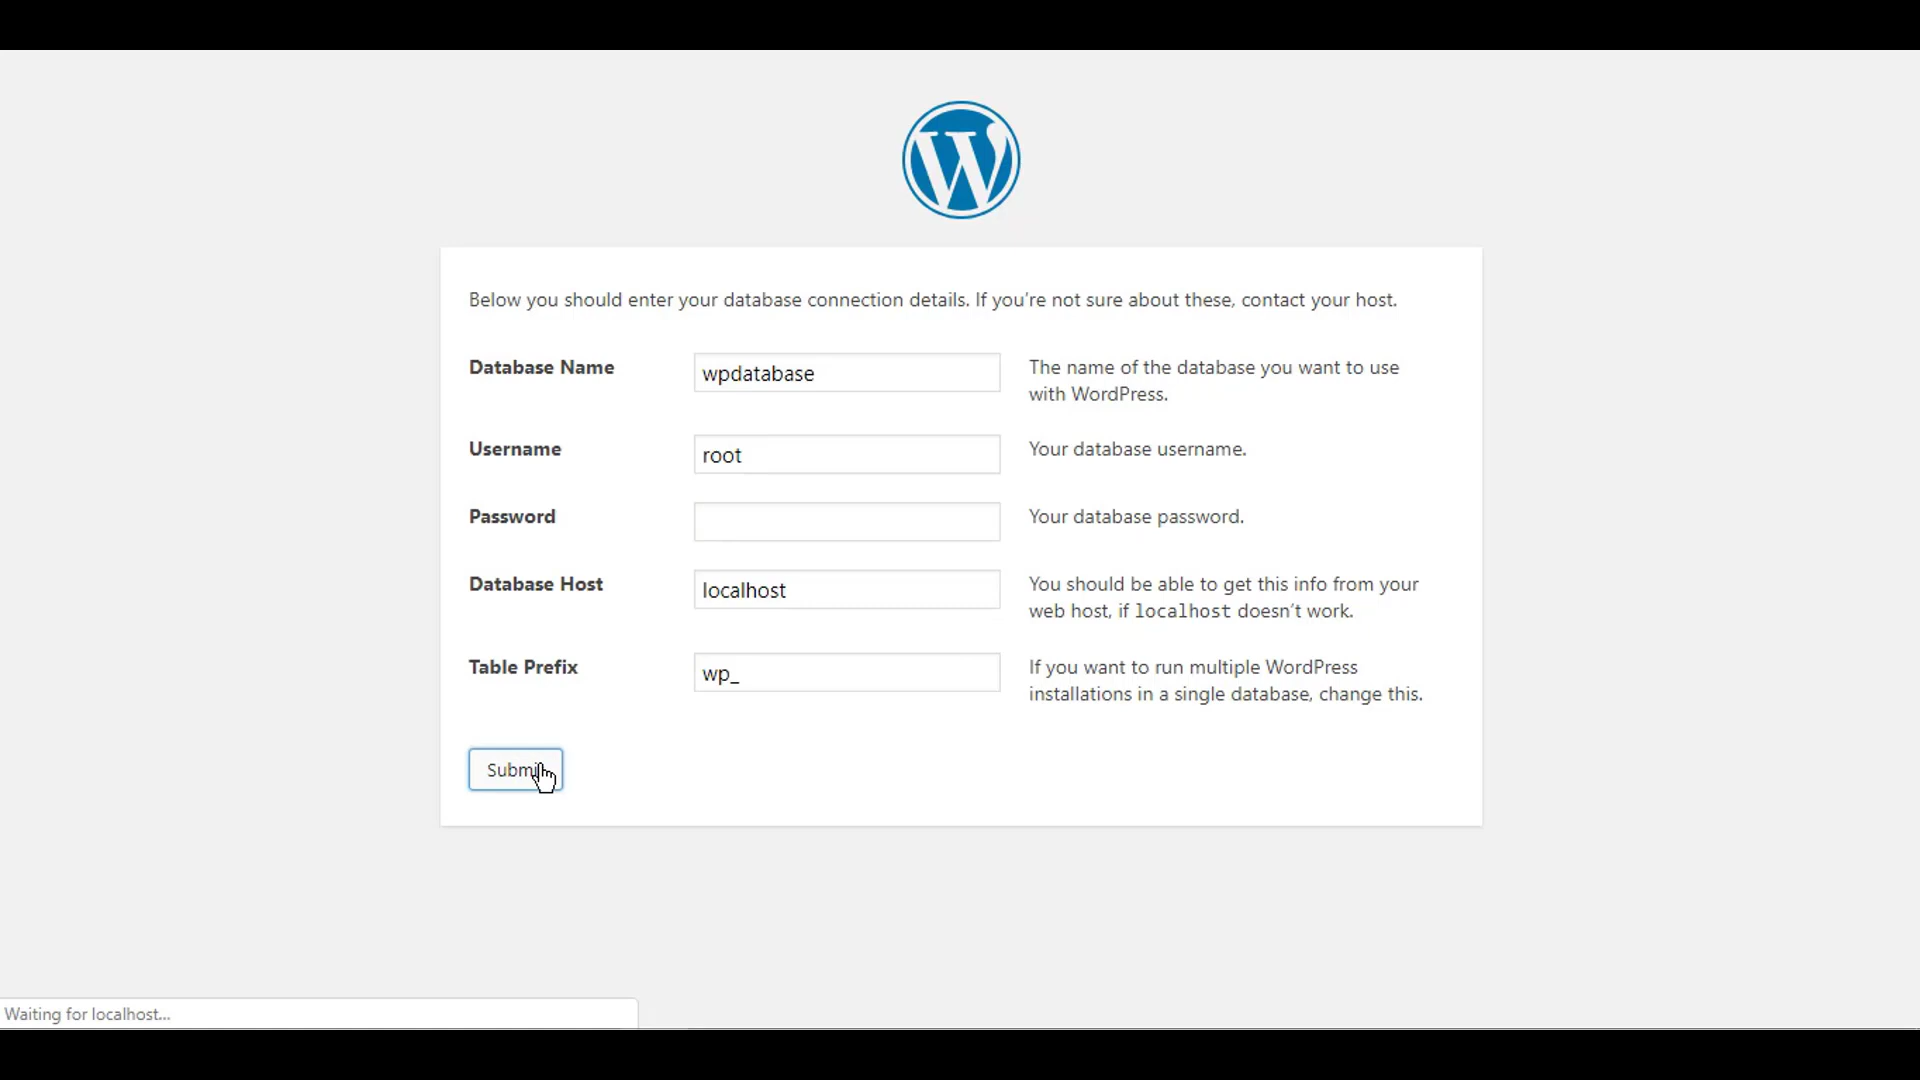 Below you should enter your database connection details. If you're not sure about these, contact your host.
Database Name
wpdatabase
The name of the database you want to use
with WordPress.
Username
root
Your database username.
Password
Your database password.
Database Host
localhost
You should be able to get this info from your
web host, if localhost doesn't work.
Table Prefix
wp_
If you want to run multiple WordPress
installations in a single database, change this.
Submit
Waiting for localhost...